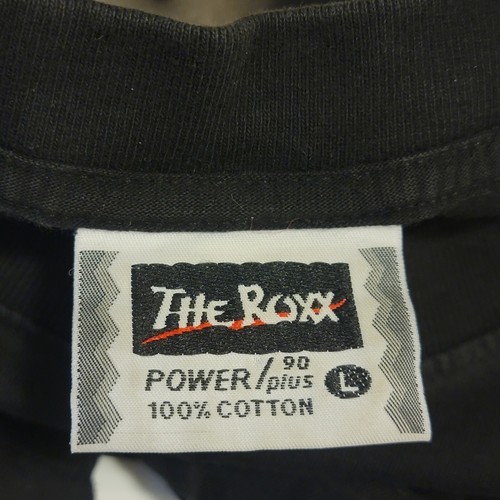 THE ROXX
POWER/90 plus L
100% COTTON